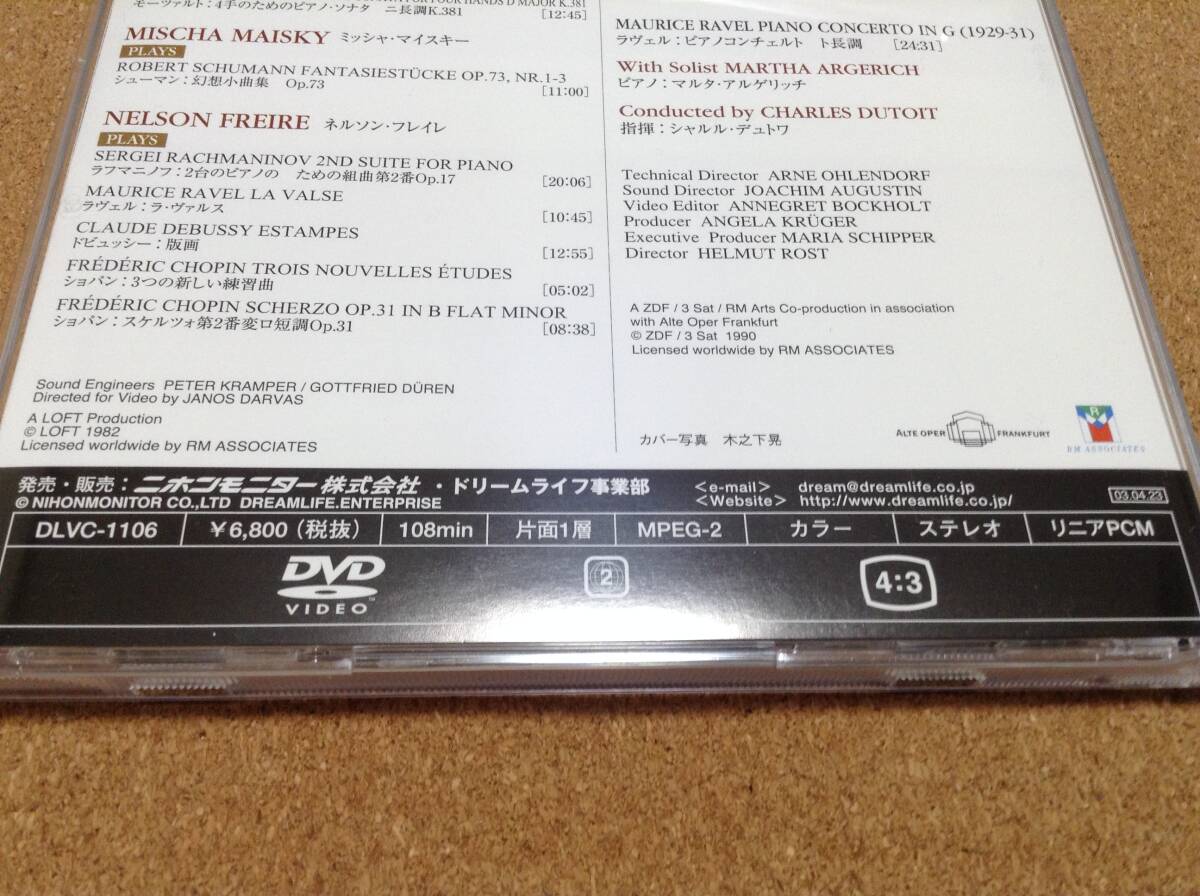 FOUR HANDS D MAJOR K.381
モーツァルト：4手のためのピアノ・ソナタ　ニ長調K.381
[12:45]
MISCHA MAISKY ミッシャ・マイスキー
PLAYS
ROBERT SCHUMANN FANTASIESTÜCKE OP.73, NR.1-3
シューマン：幻想小曲集　Op.73
[11:00]
NELSON FREIRE ネルソン・フレイレ
PLAYS
SERGEI RACHMANINOV 2ND SUITE FOR PIANO
ラフマニノフ：2台のピアノの　ための組曲第2番Op.17
[20:06]
MAURICE RAVEL LA VALSE
ラヴェル：ラ・ヴァルス
[10:45]
CLAUDE DEBUSSY ESTAMPES
ドビュッシー：版画
[12:55]
FRÉDÉRIC CHOPIN TROIS NOUVELLES ÉTUDES
ショパン：3つの新しい練習曲
[05:02]
FRÉDÉRIC CHOPIN SCHERZO OP.31 IN B FLAT MINOR
ショパン：スケルツォ第2番変ロ短調Op.31
[08:38]
Sound Engineers PETER KRAMPER / GOTTFRIED DÜREN
Directed for Video by JANOS DARVAS
A LOFT Production
© LOFT 1982
Licensed worldwide by RM ASSOCIATES
MAURICE RAVEL PIANO CONCERTO IN G (1929-31)
ラヴェル：ピアノコンチェルト　ト長調　[24:31]
With Solist MARTHA ARGERICH
ピアノ：マルタ・アルゲリッチ
Conducted by CHARLES DUTOIT
指揮：シャルル・デュトワ
Technical Director ARNE OHLENDORF
Sound Director JOACHIM AUGUSTIN
Video Editor ANNEGRET BOCKHOLT
Producer ANGELA KRÜGER
Executive Producer MARIA SCHIPPER
Director HELMUT ROST
A ZDF / 3 Sat / RM Arts Co-production in association
with Alte Oper Frankfurt
© ZDF / 3 Sat 1990
Licensed worldwide by RM ASSOCIATES
カバー写真　木之下晃
ALTE OPER FRANKFURT
R M
RM ASSOCIATES
発売・販売：ニホンモニター株式会社・ドリームライフ事業部
© NIHONMONITOR CO.,LTD DREAMLIFE.ENTERPRISE
<e-mail> dream@dreamlife.co.jp
<Website> http://www.dreamlife.co.jp/
03.04.23
DLVC-1106 ￥6,800（税抜） 108min 片面1層 MPEG-2 カラー ステレオ リニアPCM
DVD
VIDEO
2
4:3